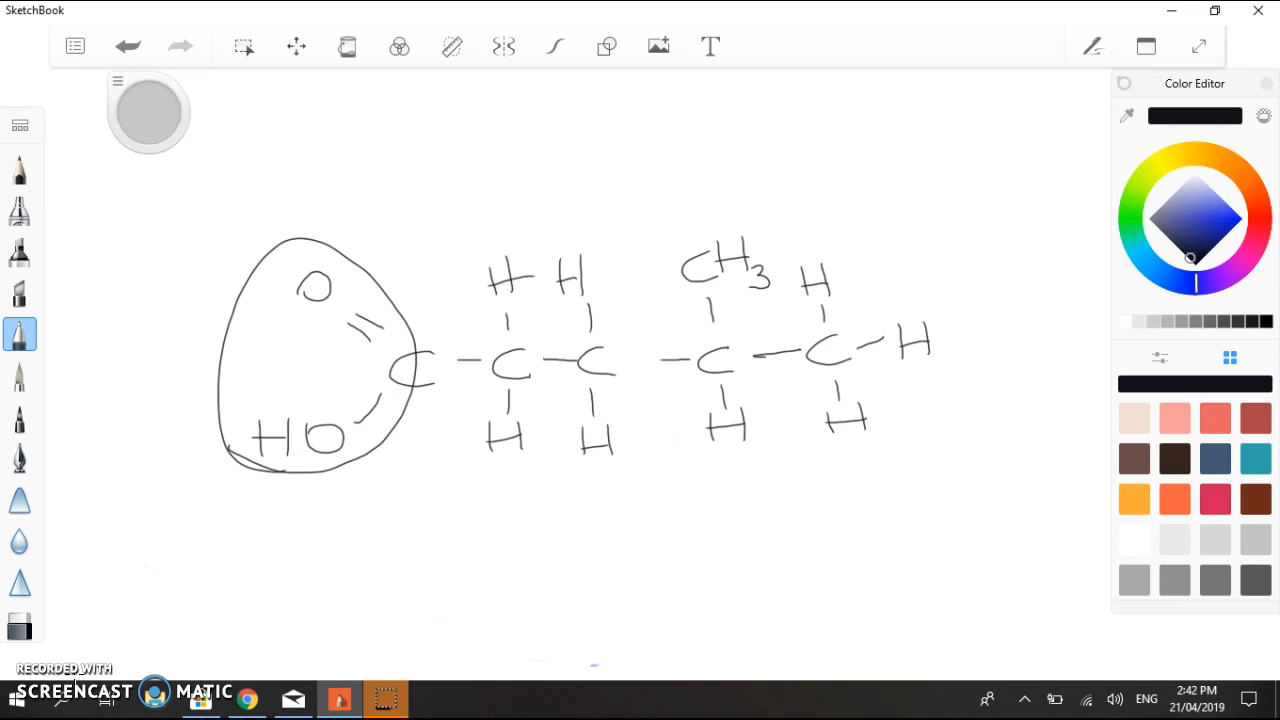 SketchBook
Color Editor
CH3
H H H
O
C - C - C - C - C - H
HO H H H H
RECORDED WITH
SCREENCAST MATIC
ENG
2:42 PM
21/04/2019